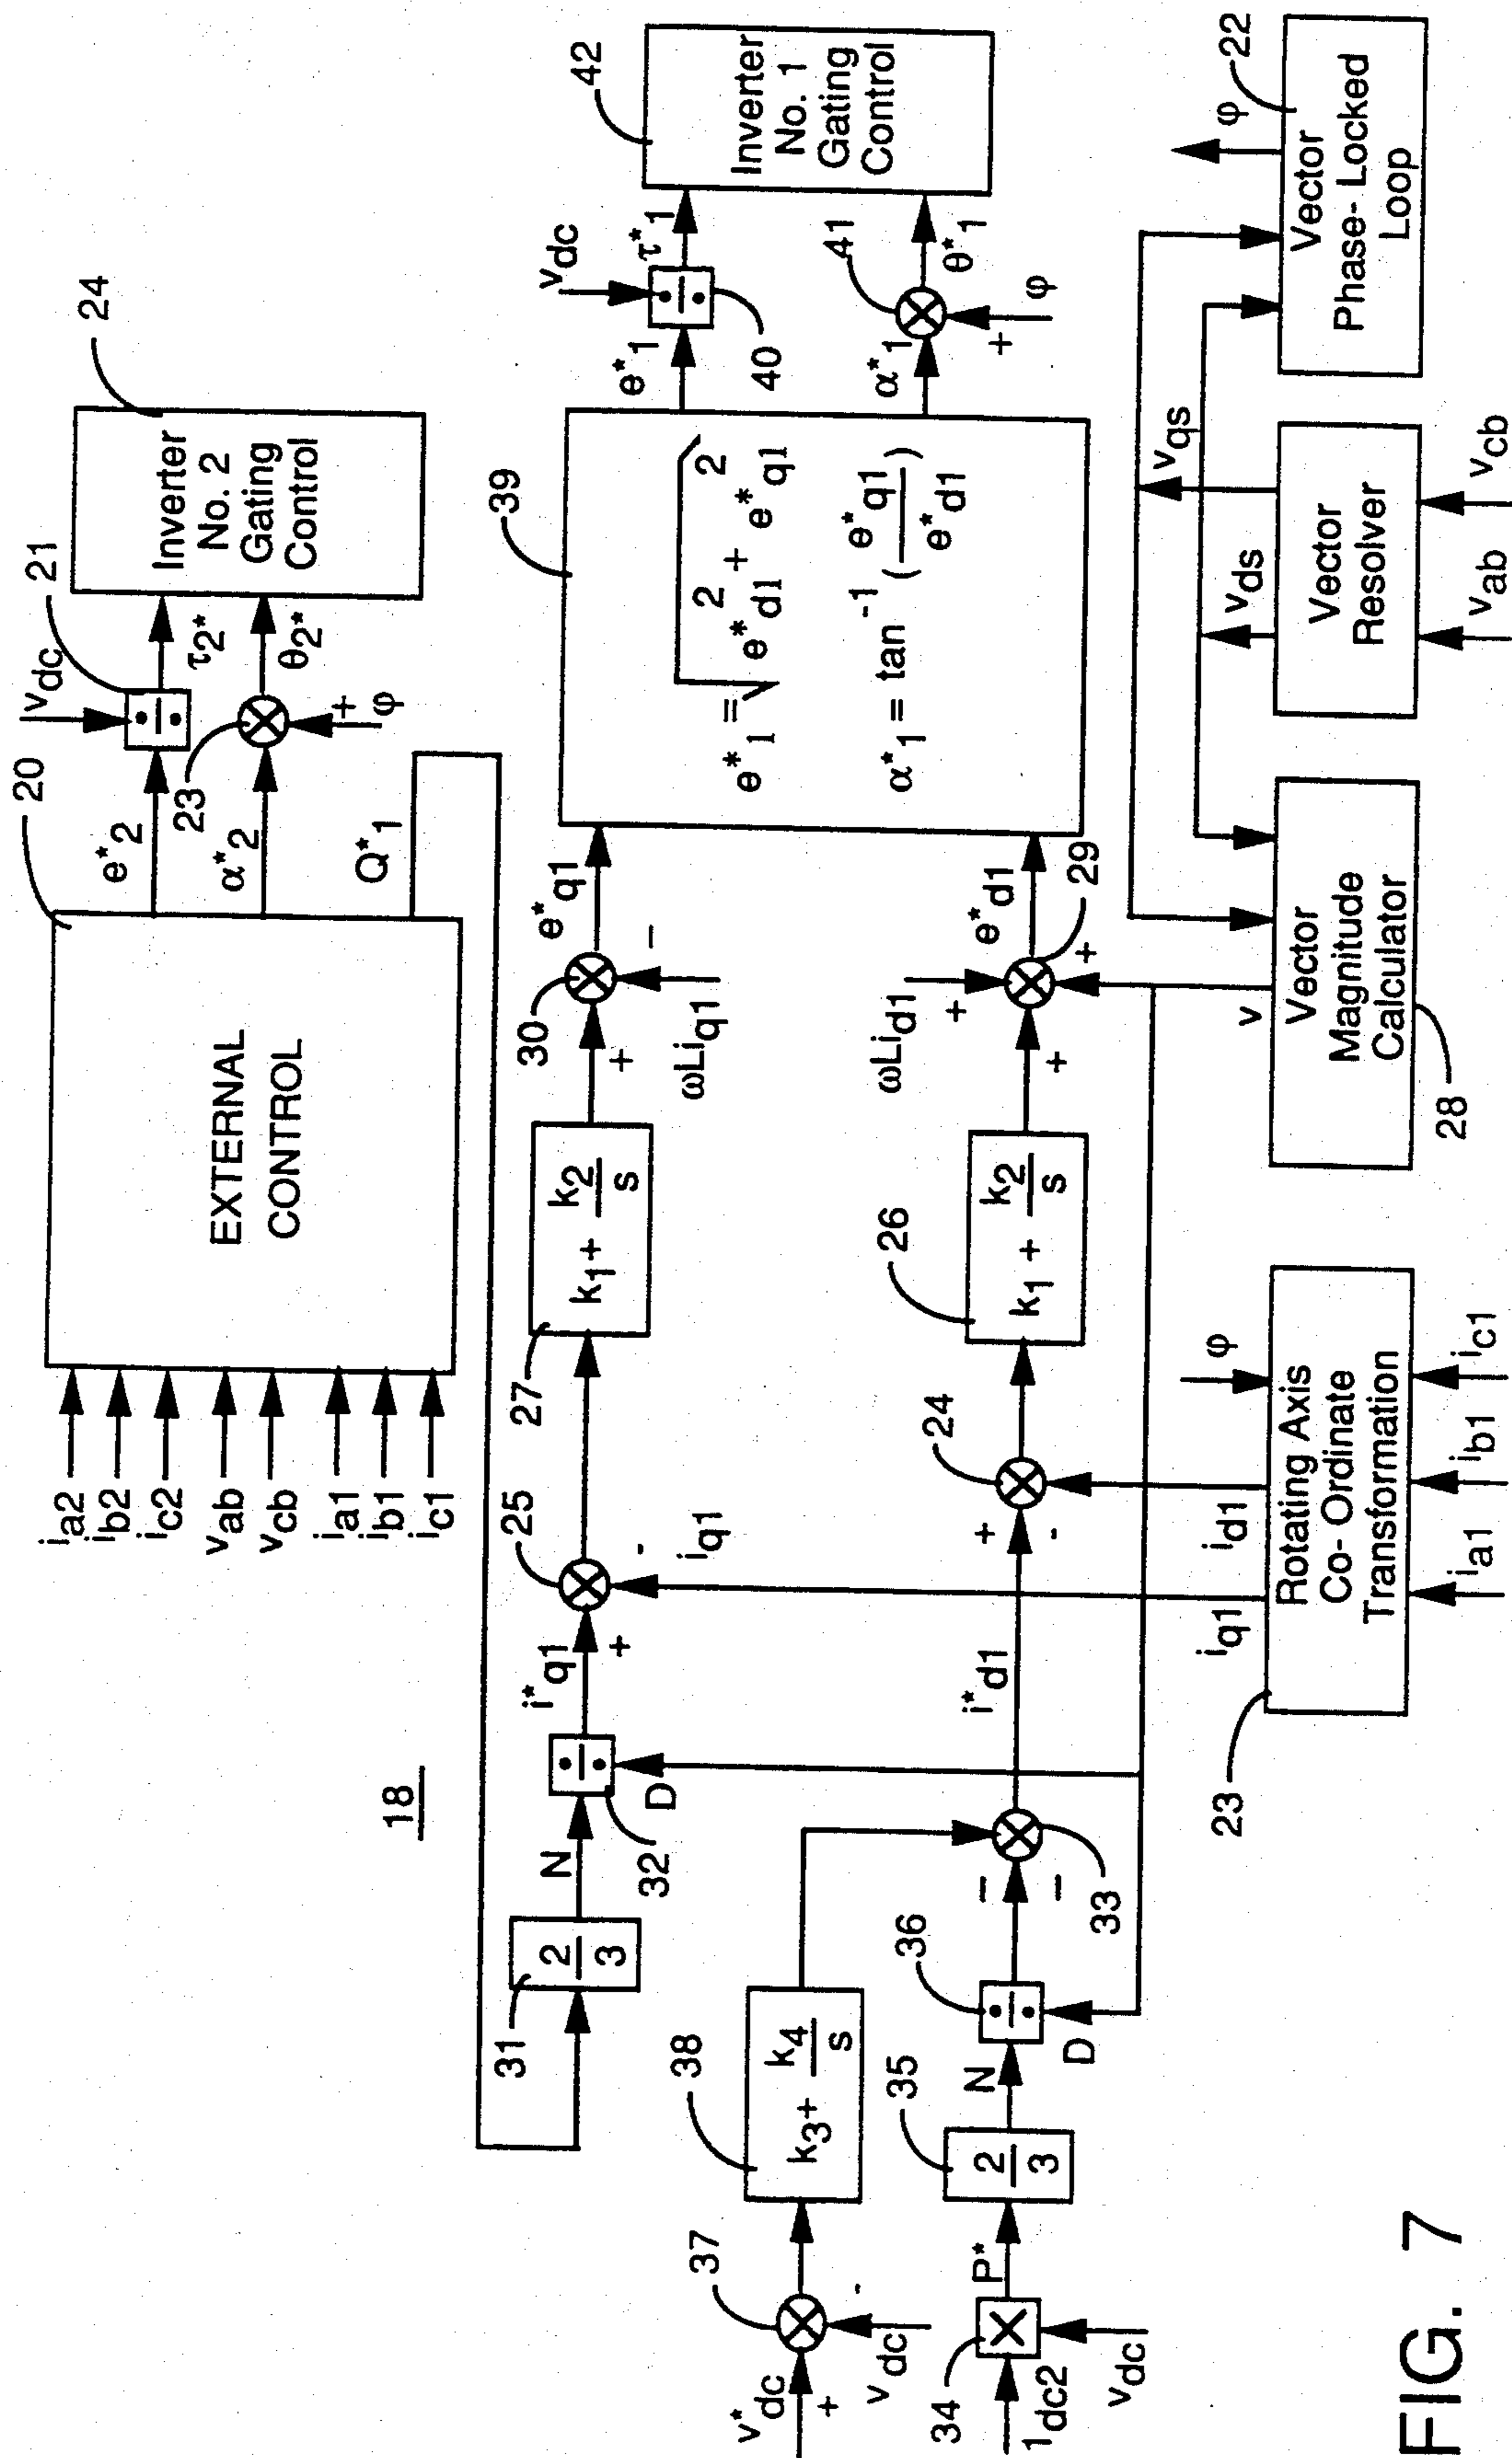 FIG. 7
18
20
EXTERNAL
CONTROL
ia2
ib2
ic2
vab
vcb
ia1
ib1
ic1
e*2
α*2
Q*1
vdc
21
÷
τ2*
23
θ2*
+
φ
24
Inverter
No. 2
Gating
Control
31
2
3
N
32
÷
D
i*q1
+
25
-
iq1
27
k1 + k2
s
+
30
−
ωLiq1
e*q1
39
e*1 = √ e*d1 2 + e*q1 2
α*1 = tan -1 ( e*q1 )
e*d1
e*1
vdc
÷
40
τ*1
α*1
41
+
φ
θ*1
42
Inverter
No. 1
Gating
Control
v*dc
+
37
-
vdc
38
k3 + k4
s
34
1dc2
×
vdc
P*
35
2
3
N
36
÷
D
−
−
33
i*d1
+
-
24
26
k1 + k2
s
+
ωLid1
+
+
29
e*d1
23
iq1
id1
φ
Rotating Axis
Co-Ordinate
Transformation
ia1
ib1
ic1
v
Vector
Magnitude
Calculator
28
vds
vqs
Vector
Resolver
vab
vcb
φ
22
Vector
Phase-Locked
Loop